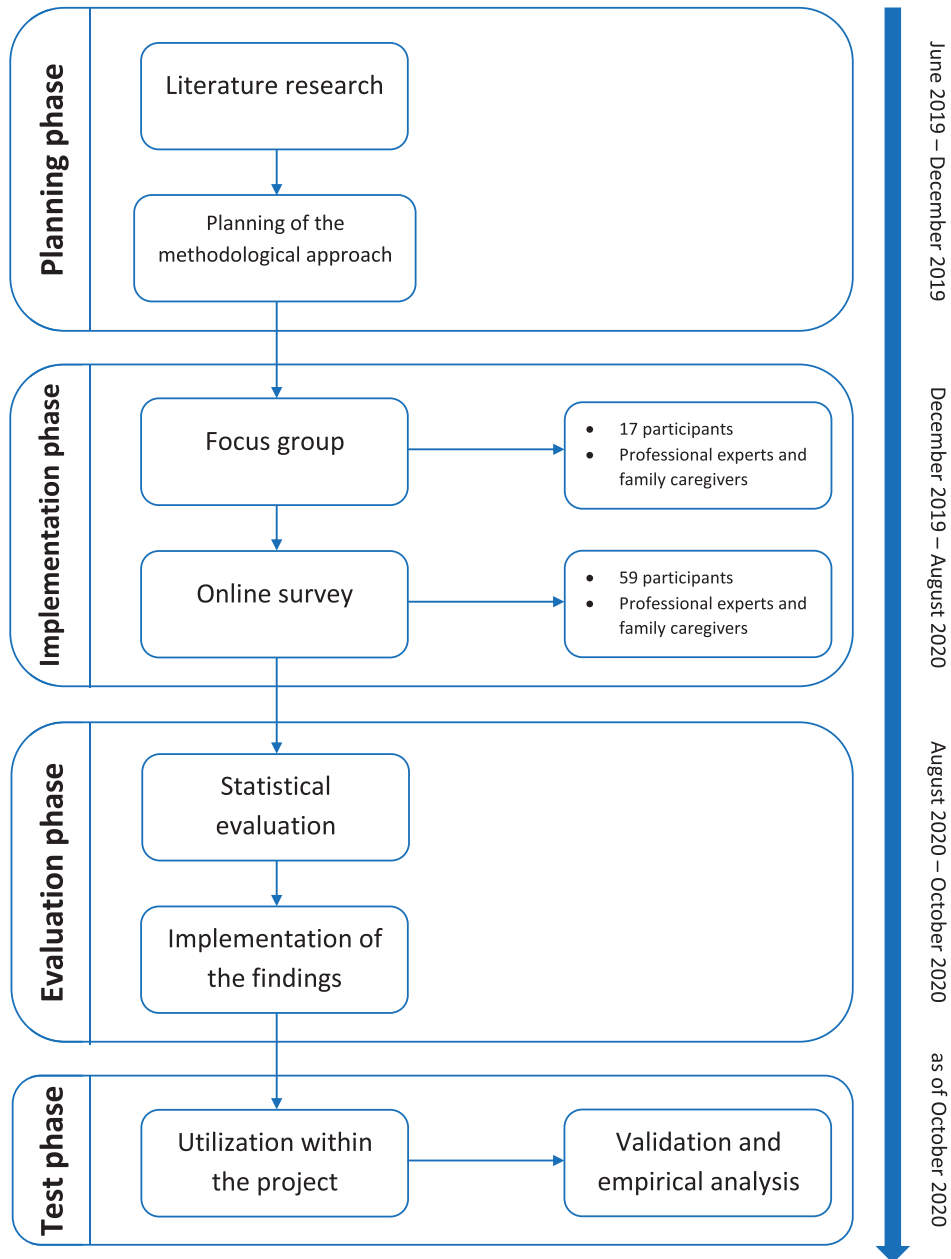 Planning phase
Literature research
Planning of the
methodological approach
June 2019 – December 2019
Implementation phase
Focus group
• 17 participants
• Professional experts and
family caregivers
Online survey
• 59 participants
• Professional experts and
family caregivers
December 2019 – August 2020
Evaluation phase
Statistical
evaluation
Implementation of
the findings
August 2020 – October 2020
Test phase
Utilization within
the project
Validation and
empirical analysis
as of October 2020